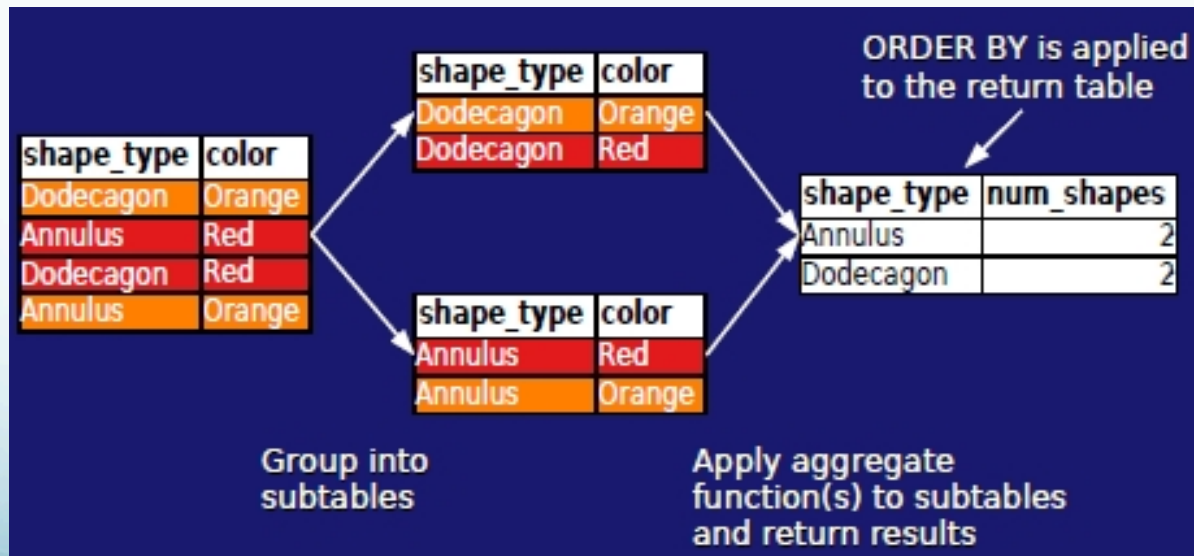 shape_type color
Dodecagon Orange
Annulus Red
Dodecagon Red
Annulus Orange
shape_type color
Dodecagon Orange
Dodecagon Red
shape_type color
Annulus Red
Annulus Orange
Group into
subtables
ORDER BY is applied
to the return table
shape_type num_shapes
Annulus 2
Dodecagon 2
Apply aggregate
function(s) to subtables
and return results